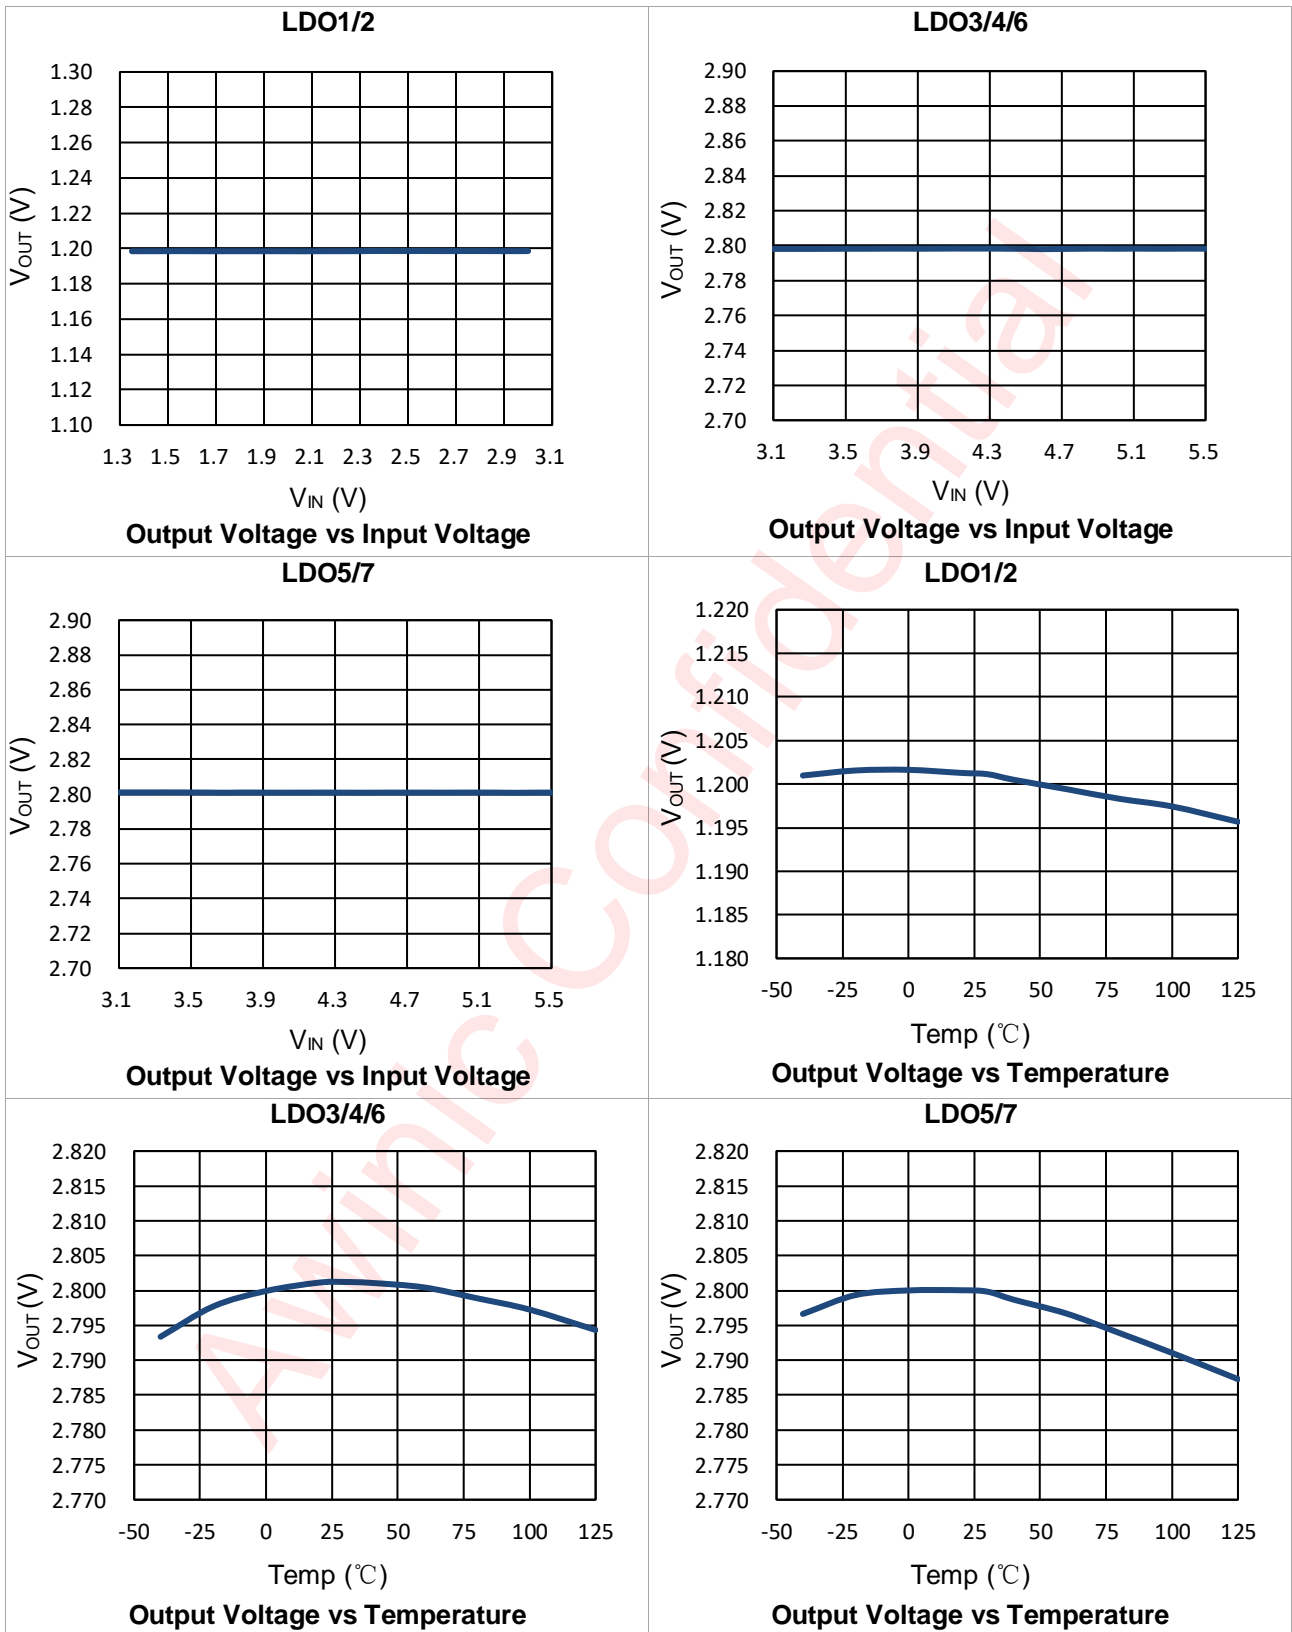 LDO1/2
1.30
1.28
1.26
1.24
1.22
1.20
1.18
1.16
1.14
1.12
1.10
VOUT (V)
1.3 1.5 1.7 1.9 2.1 2.3 2.5 2.7 2.9 3.1
VIN (V)
Output Voltage vs Input Voltage
LDO3/4/6
2.90
2.88
2.86
2.84
2.82
2.80
2.78
2.76
2.74
2.72
2.70
VOUT (V)
3.1 3.5 3.9 4.3 4.7 5.1 5.5
VIN (V)
Output Voltage vs Input Voltage
LDO5/7
2.90
2.88
2.86
2.84
2.82
2.80
2.78
2.76
2.74
2.72
2.70
VOUT (V)
3.1 3.5 3.9 4.3 4.7 5.1 5.5
VIN (V)
Output Voltage vs Input Voltage
LDO1/2
1.220
1.215
1.210
1.205
1.200
1.195
1.190
1.185
1.180
VOUT (V)
-50 -25 0 25 50 75 100 125
Temp (℃)
Output Voltage vs Temperature
LDO3/4/6
2.820
2.815
2.810
2.805
2.800
2.795
2.790
2.785
2.780
2.775
2.770
VOUT (V)
-50 -25 0 25 50 75 100 125
Temp (℃)
Output Voltage vs Temperature
LDO5/7
2.820
2.815
2.810
2.805
2.800
2.795
2.790
2.785
2.780
2.775
2.770
VOUT (V)
-50 -25 0 25 50 75 100 125
Temp (℃)
Output Voltage vs Temperature
Awinic Confidential